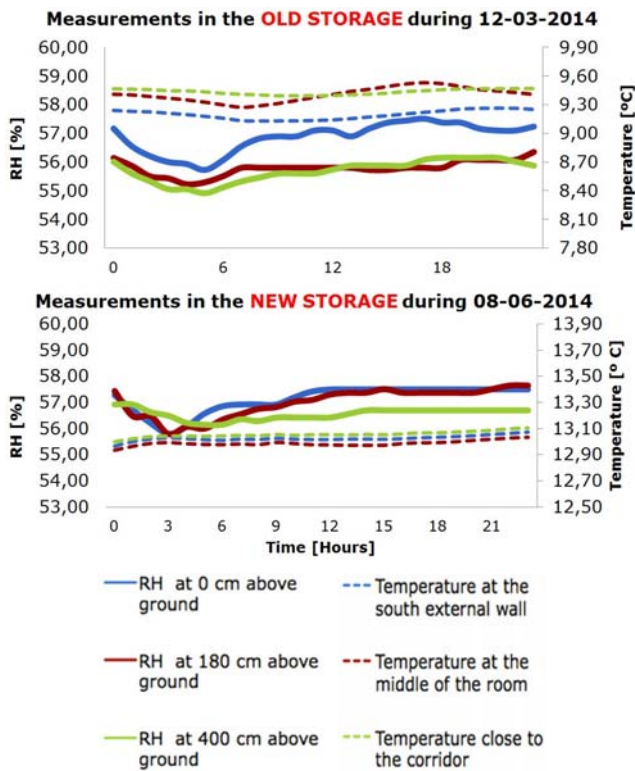 Measurements in the OLD STORAGE during 12-03-2014
60,00
59,00
58,00
57,00
56,00
55,00
54,00
53,00
RH [%]
9,90
9,60
9,30
9,00
8,70
8,40
8,10
7,80
Temperature [ºC]
0 6 12 18
Measurements in the NEW STORAGE during 08-06-2014
60,00
59,00
58,00
57,00
56,00
55,00
54,00
53,00
RH [%]
13,90
13,70
13,50
13,30
13,10
12,90
12,70
12,50
Temperature [º C]
0 3 6 9 12 15 18 21
Time [Hours]
RH at 0 cm above
ground
Temperature at the
south external wall
RH at 180 cm above
ground
Temperature at the
middle of the room
RH at 400 cm above
ground
Temperature close to
the corridor